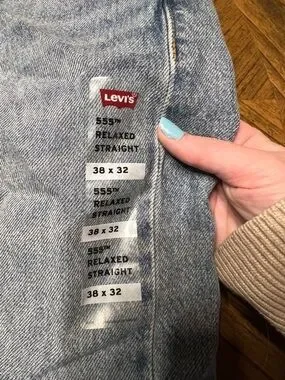 LEVI'S
555™
RELAXED
STRAIGHT
38 x 32
555™
RELAXED
STRAIGHT
38 x 32
555™
RELAXED
STRAIGHT
38 x 32